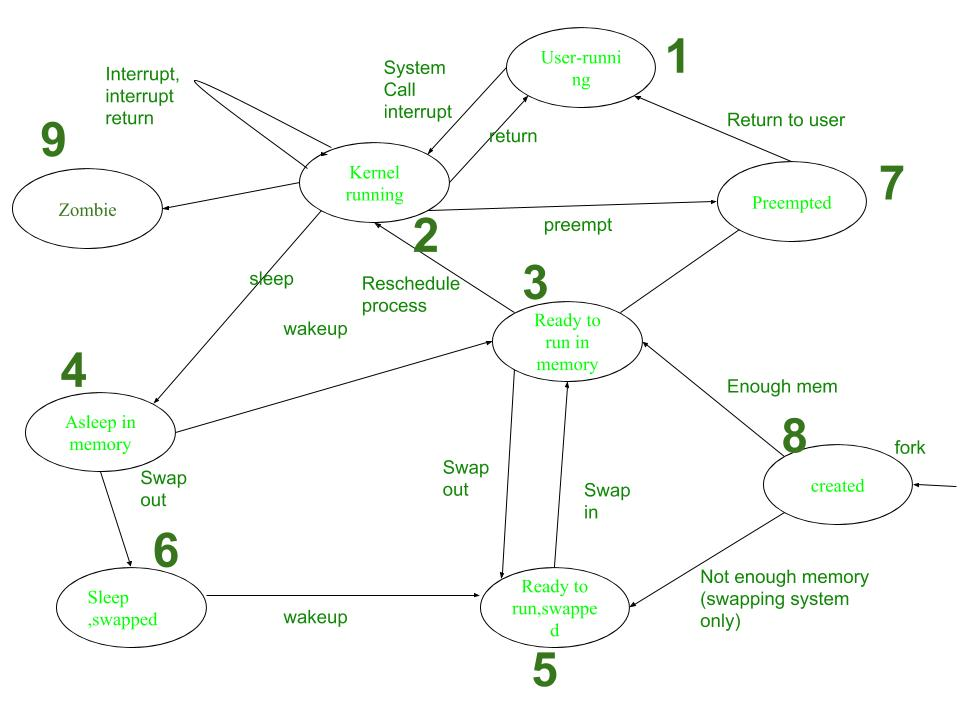 User-runni
ng
1
System
Call
interrupt
Interrupt,
interrupt
return
return
Return to user
9
Zombie
Kernel
running
2
Preempted
7
preempt
sleep
Reschedule
process
3
wakeup
Ready to
run in
memory
4
Asleep in
memory
Enough mem
8
fork
created
Swap
out
Swap
out
Swap
in
6
Sleep
,swapped
wakeup
Ready to
run,swappe
d
5
Not enough memory
(swapping system
only)